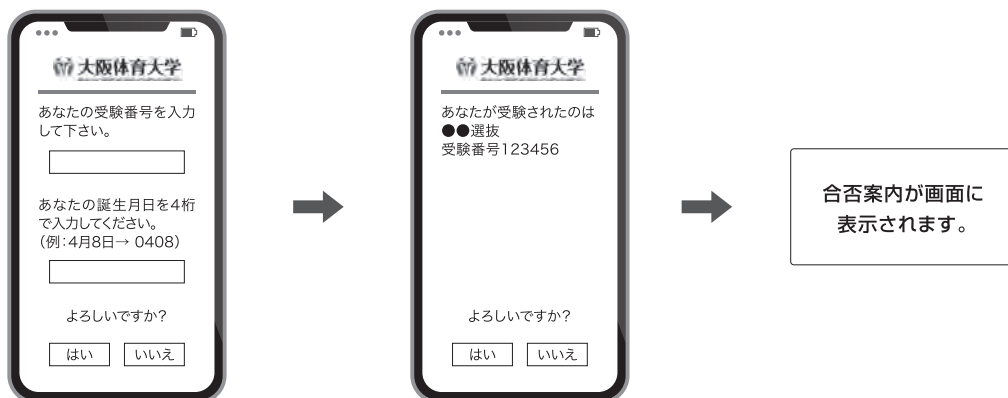 大阪体育大学
あなたの受験番号を入力
して下さい。
あなたの誕生月日を4桁
で入力してください。
（例：4月8日→ 0408）
よろしいですか？
はい
いいえ
大阪体育大学
あなたが受験されたのは
●●選抜
受験番号123456
よろしいですか？
はい
いいえ
合否案内が画面に
表示されます。